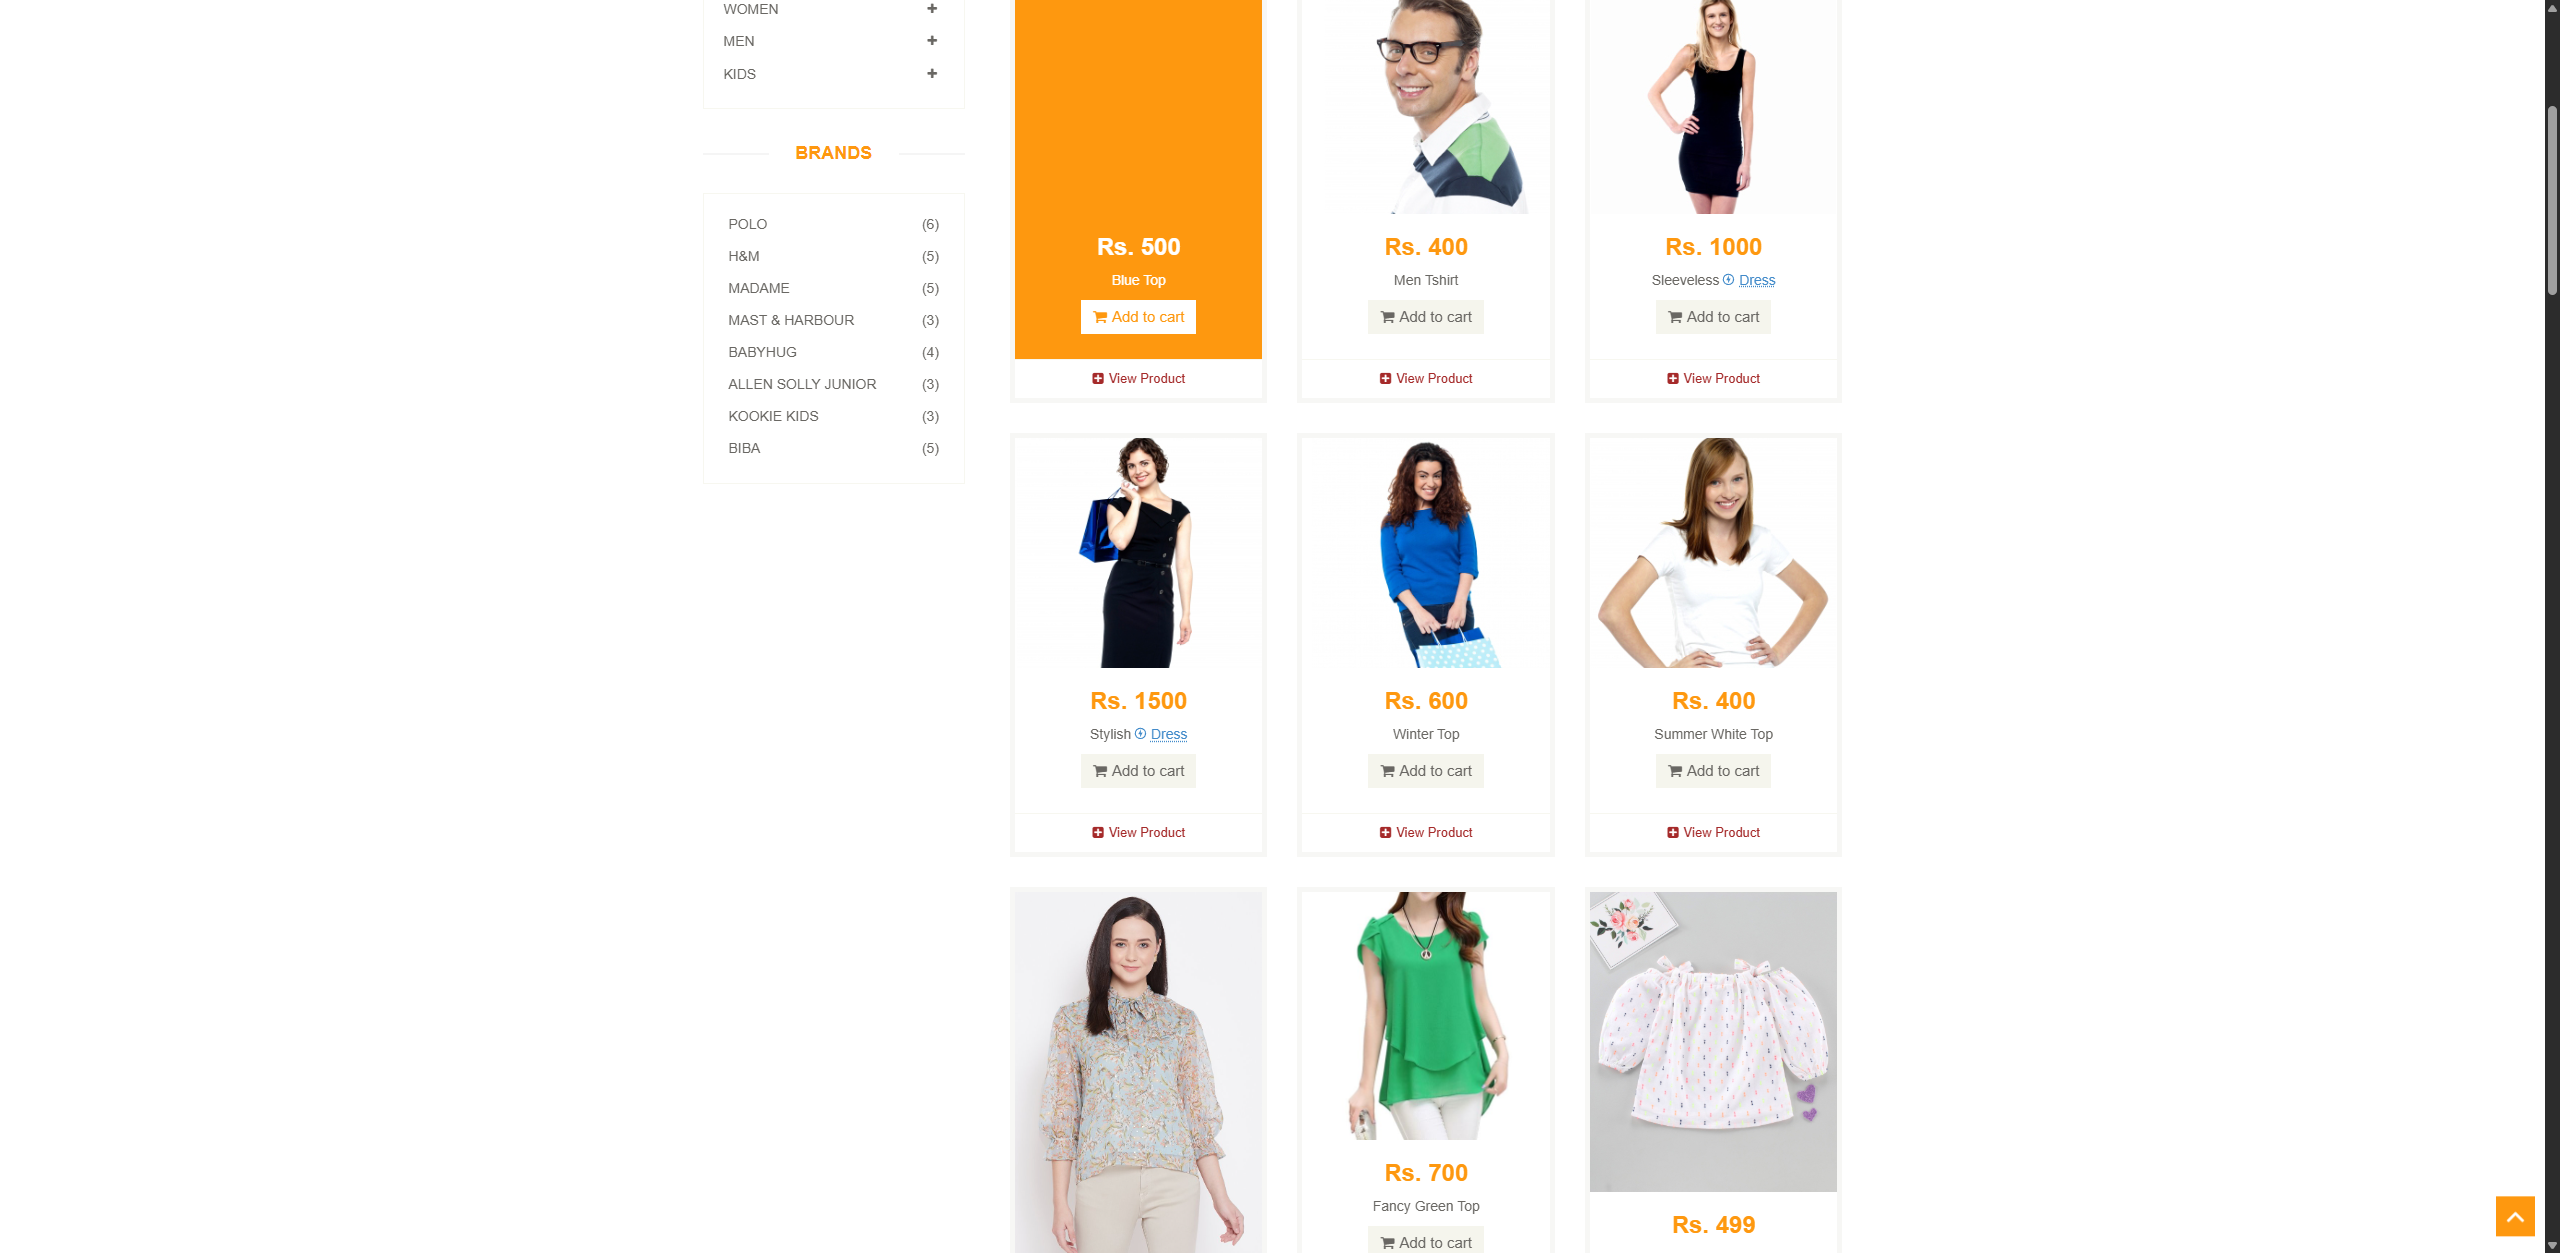 WOMEN
MEN
KIDS
BRANDS
POLO (6)
H&M (5)
MADAME (5)
MAST & HARBOUR (3)
BABYHUG (4)
ALLEN SOLLY JUNIOR (3)
KOOKIE KIDS (3)
BIBA (5)
Rs. 500
Blue Top
Add to cart
View Product
Rs. 400
Men Tshirt
Add to cart
View Product
Rs. 1000
Sleeveless Dress
Add to cart
View Product
Rs. 1500
Stylish Dress
Add to cart
View Product
Rs. 600
Winter Top
Add to cart
View Product
Rs. 400
Summer White Top
Add to cart
View Product
Rs. 700
Fancy Green Top
Add to cart
Rs. 499